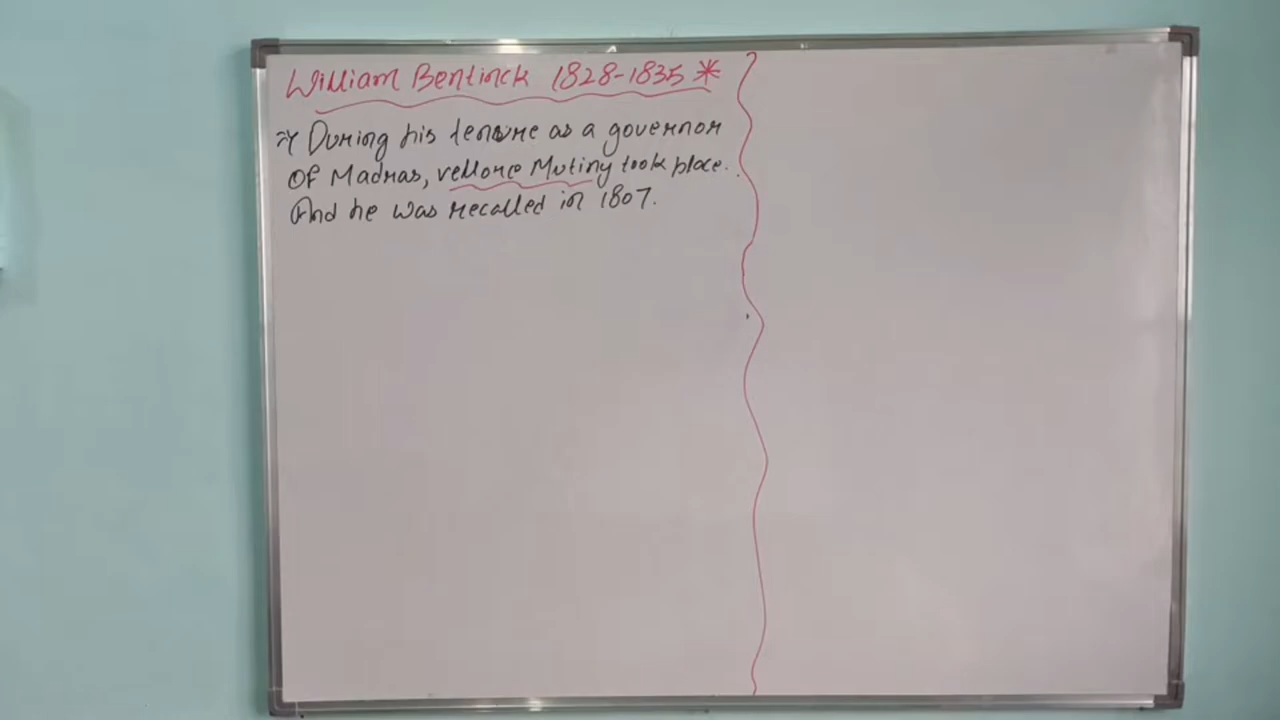 William Bentinck 1828-1835 *
⇒ During his tenure as a governor
Of Madras, vellore Mutiny took place.
And he was recalled in 1807.